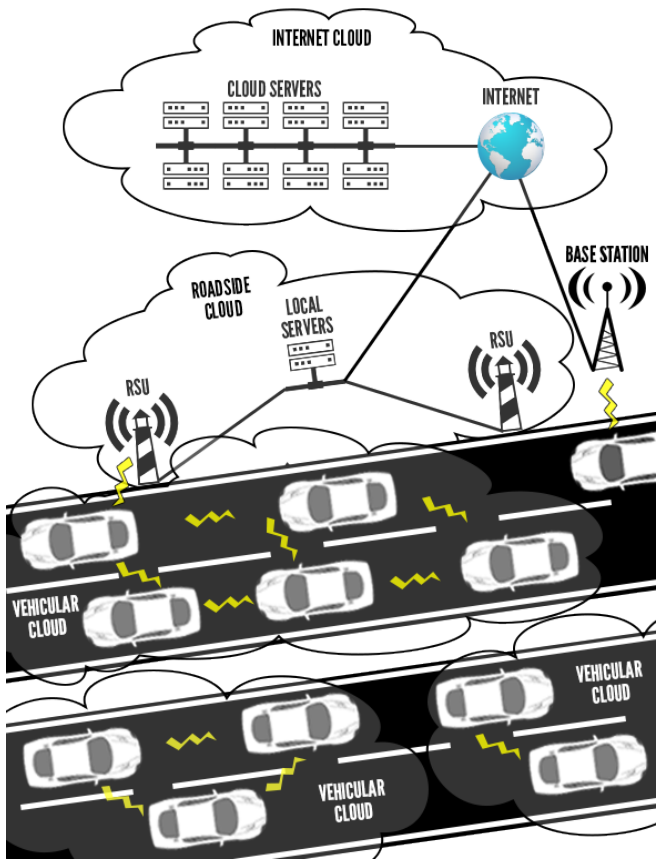 INTERNET CLOUD
CLOUD SERVERS
INTERNET
BASE STATION
ROADSIDE
CLOUD
LOCAL
SERVERS
RSU
RSU
VEHICULAR
CLOUD
VEHICULAR
CLOUD
VEHICULAR
CLOUD